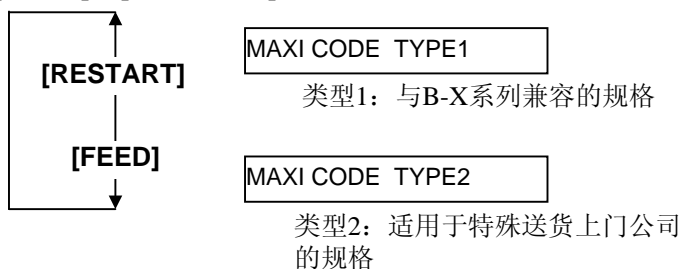 MAXI CODE TYPE1
[RESTART]
类型1：与B-X系列兼容的规格
[FEED]
MAXI CODE TYPE2
类型2：适用于特殊送货上门公司
的规格